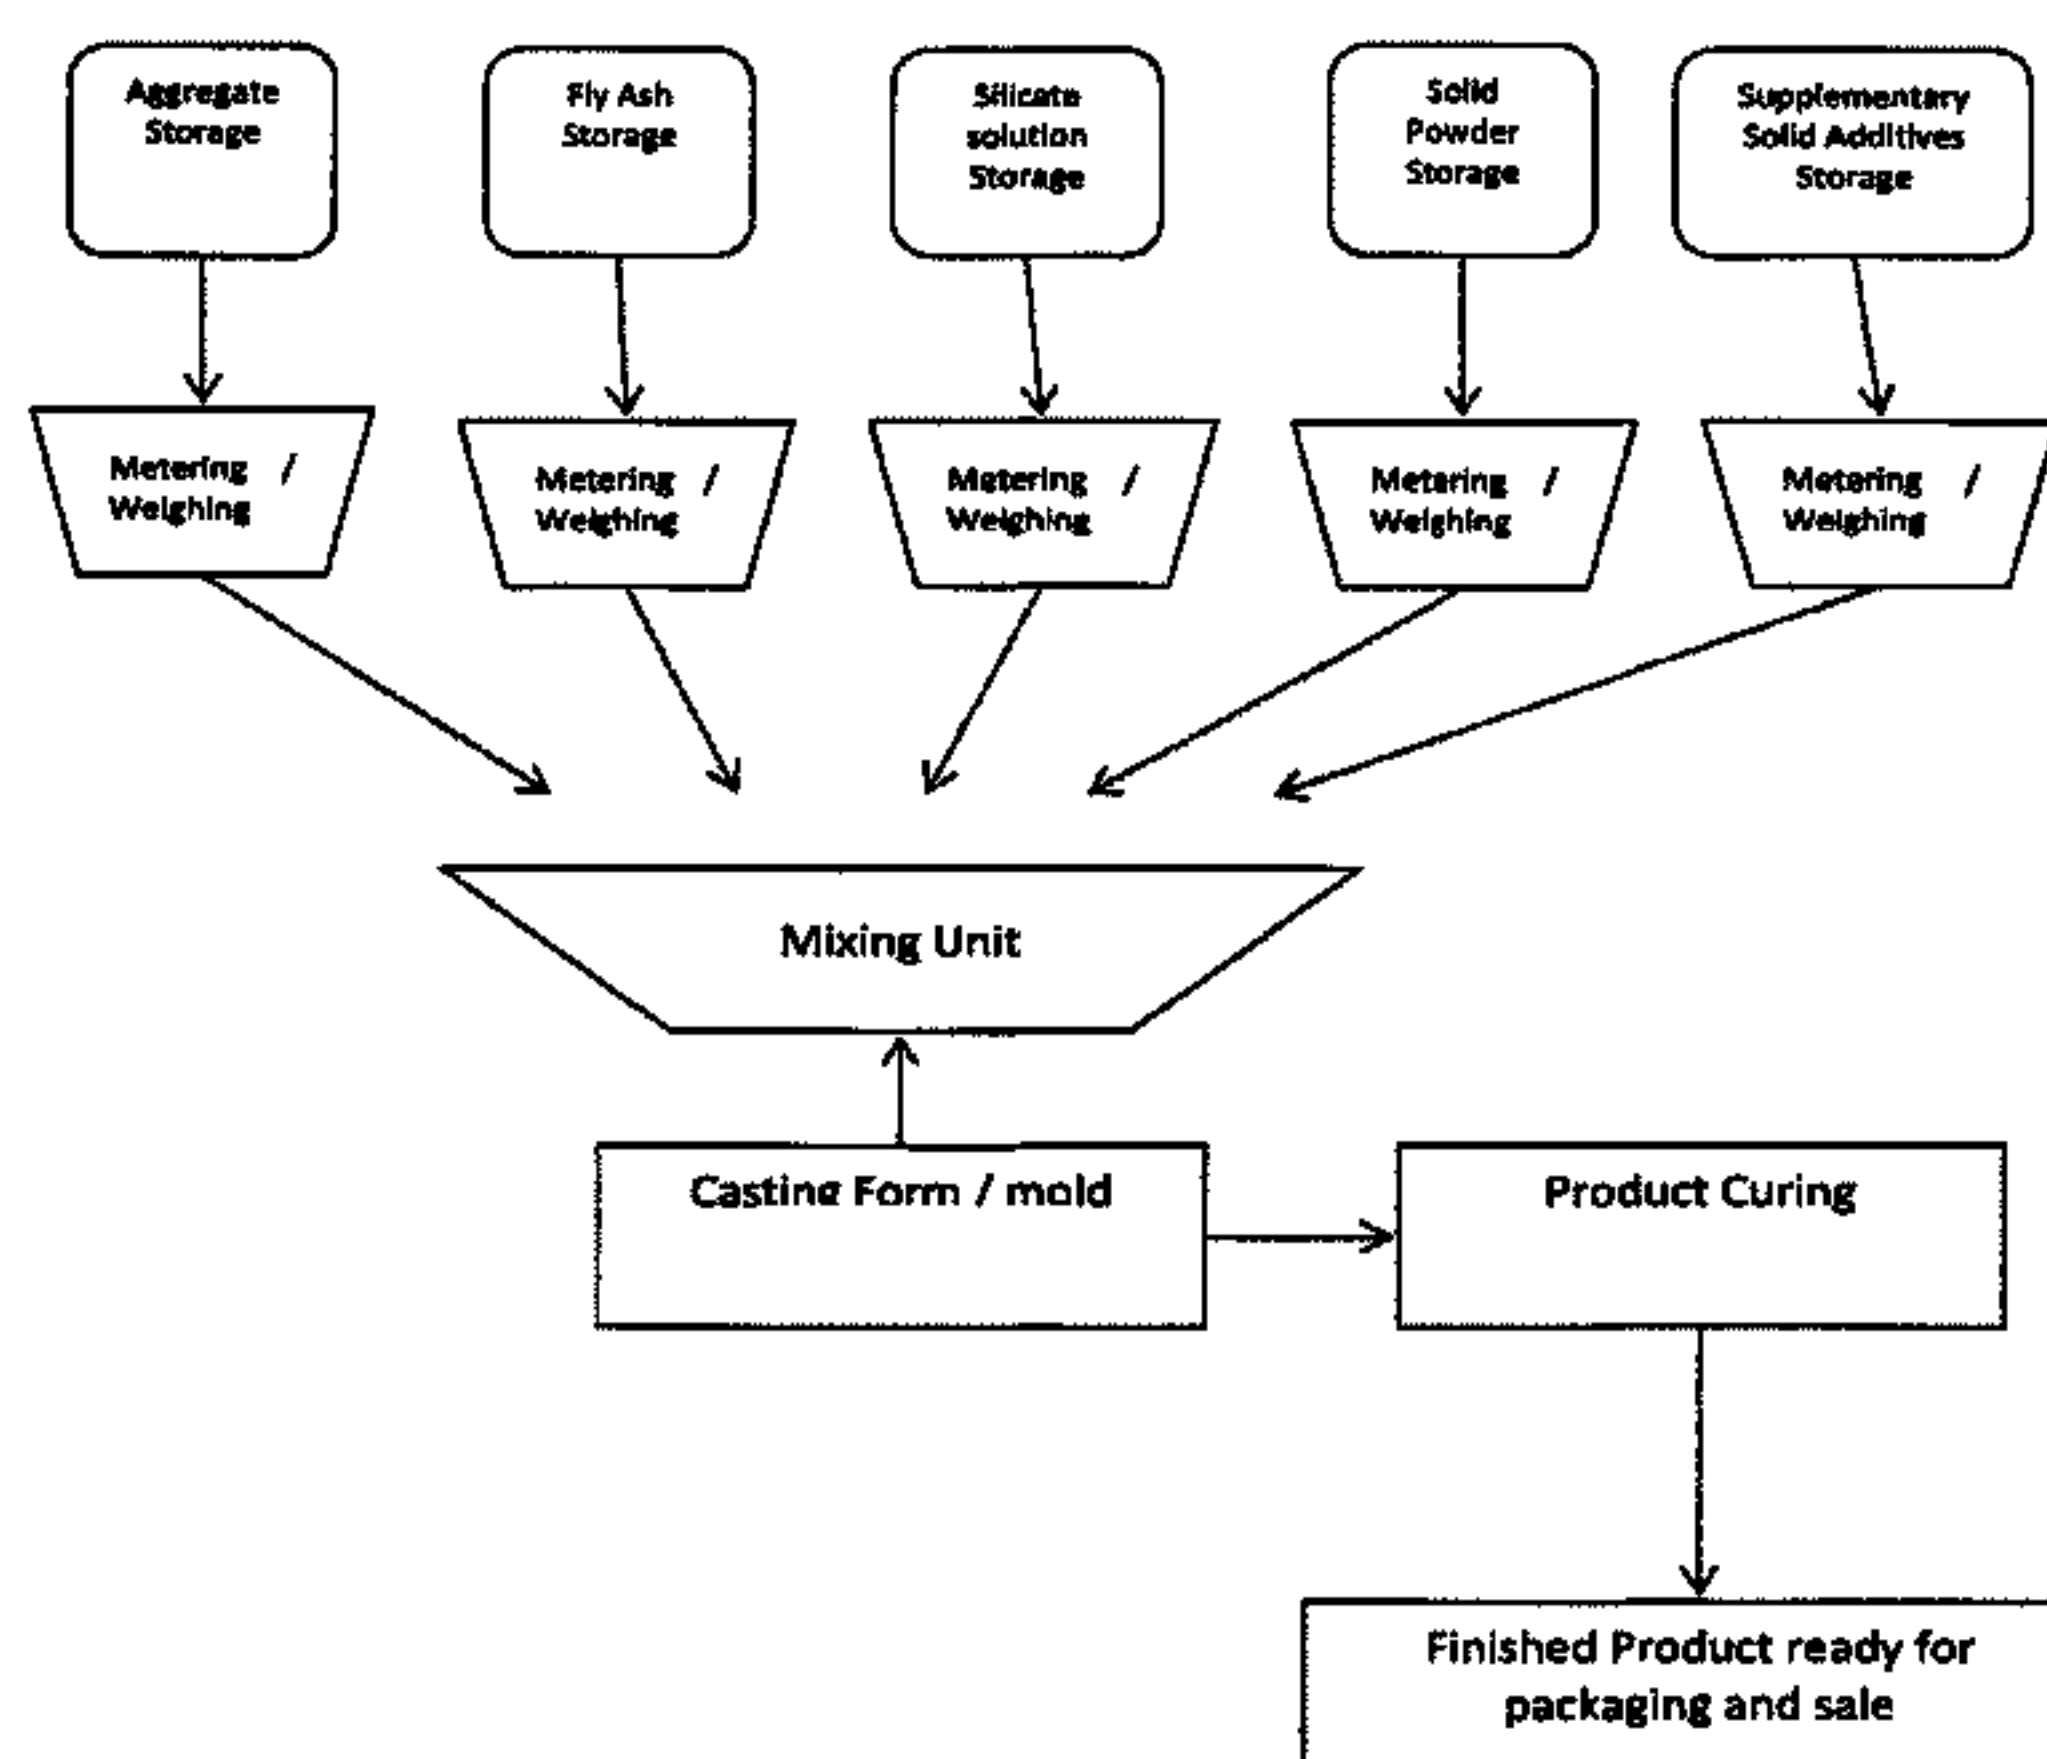 Aggregate
Storage
Fly Ash
Storage
Silicate
solution
Storage
Solid
Powder
Storage
Supplementary
Solid Additives
Storage
Metering /
Weighing
Metering /
Weighing
Metering /
Weighing
Metering /
Weighing
Metering /
Weighing
Mixing Unit
Casting Form / mold
Product Curing
Finished Product ready for
packaging and sale